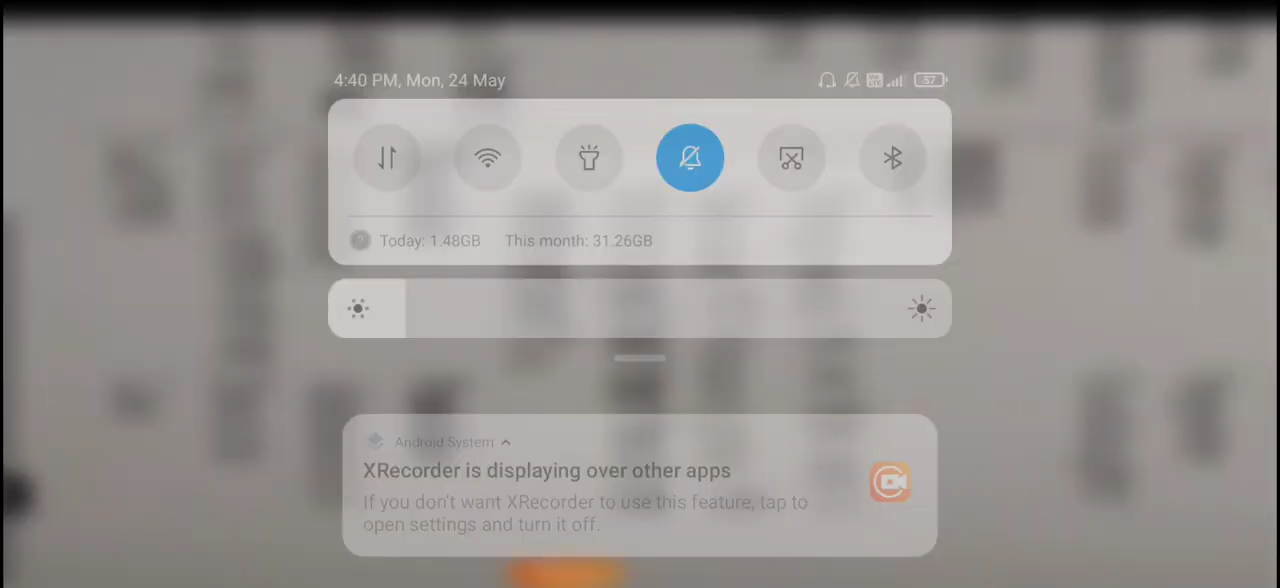 4:40 PM, Mon, 24 May
57
Today: 1.48GB This month: 31.26GB
Android System
XRecorder is displaying over other apps
If you don't want XRecorder to use this feature, tap to
open settings and turn it off.